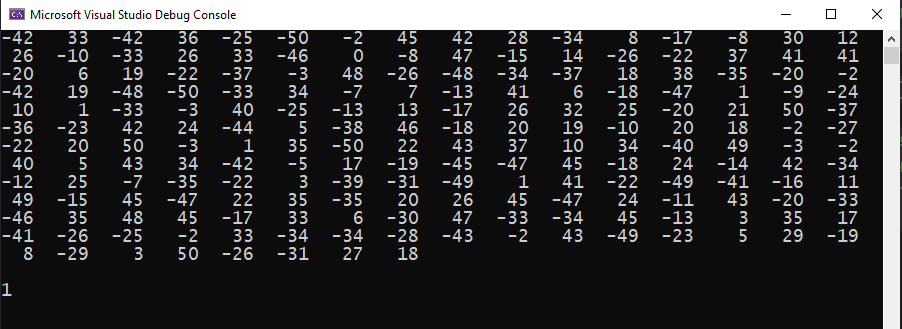 Microsoft Visual Studio Debug Console
-42 33 -42 36 -25 -50 -2 45 42 28 -34 8 -17 -8 30 12
26 -10 -33 26 33 -46 0 -8 47 -15 14 -26 -22 37 41 41
-20 6 19 -22 -37 -3 48 -26 -48 -34 -37 18 38 -35 -20 -2
-42 19 -48 -50 -33 34 -7 7 -13 41 6 -18 -47 1 -9 -24
10 1 -33 -3 40 -25 -13 13 -17 26 32 25 -20 21 50 -37
-36 -23 42 24 -44 5 -38 46 -18 20 19 -10 20 18 -2 -27
-22 20 50 -3 1 35 -50 22 43 37 10 34 -40 49 -3 -2
40 5 43 34 -42 -5 17 -19 -45 -47 45 -18 24 -14 42 -34
-12 25 -7 -35 -22 3 -39 -31 -49 1 41 -22 -49 -41 -16 11
49 -15 45 -47 22 35 -35 20 26 45 -47 24 -11 43 -20 -33
-46 35 48 45 -17 33 6 -30 47 -33 -34 45 -13 3 35 17
-41 -26 -25 -2 33 -34 -34 -28 -43 -2 43 -49 -23 5 29 -19
8 -29 3 50 -26 -31 27 18
1